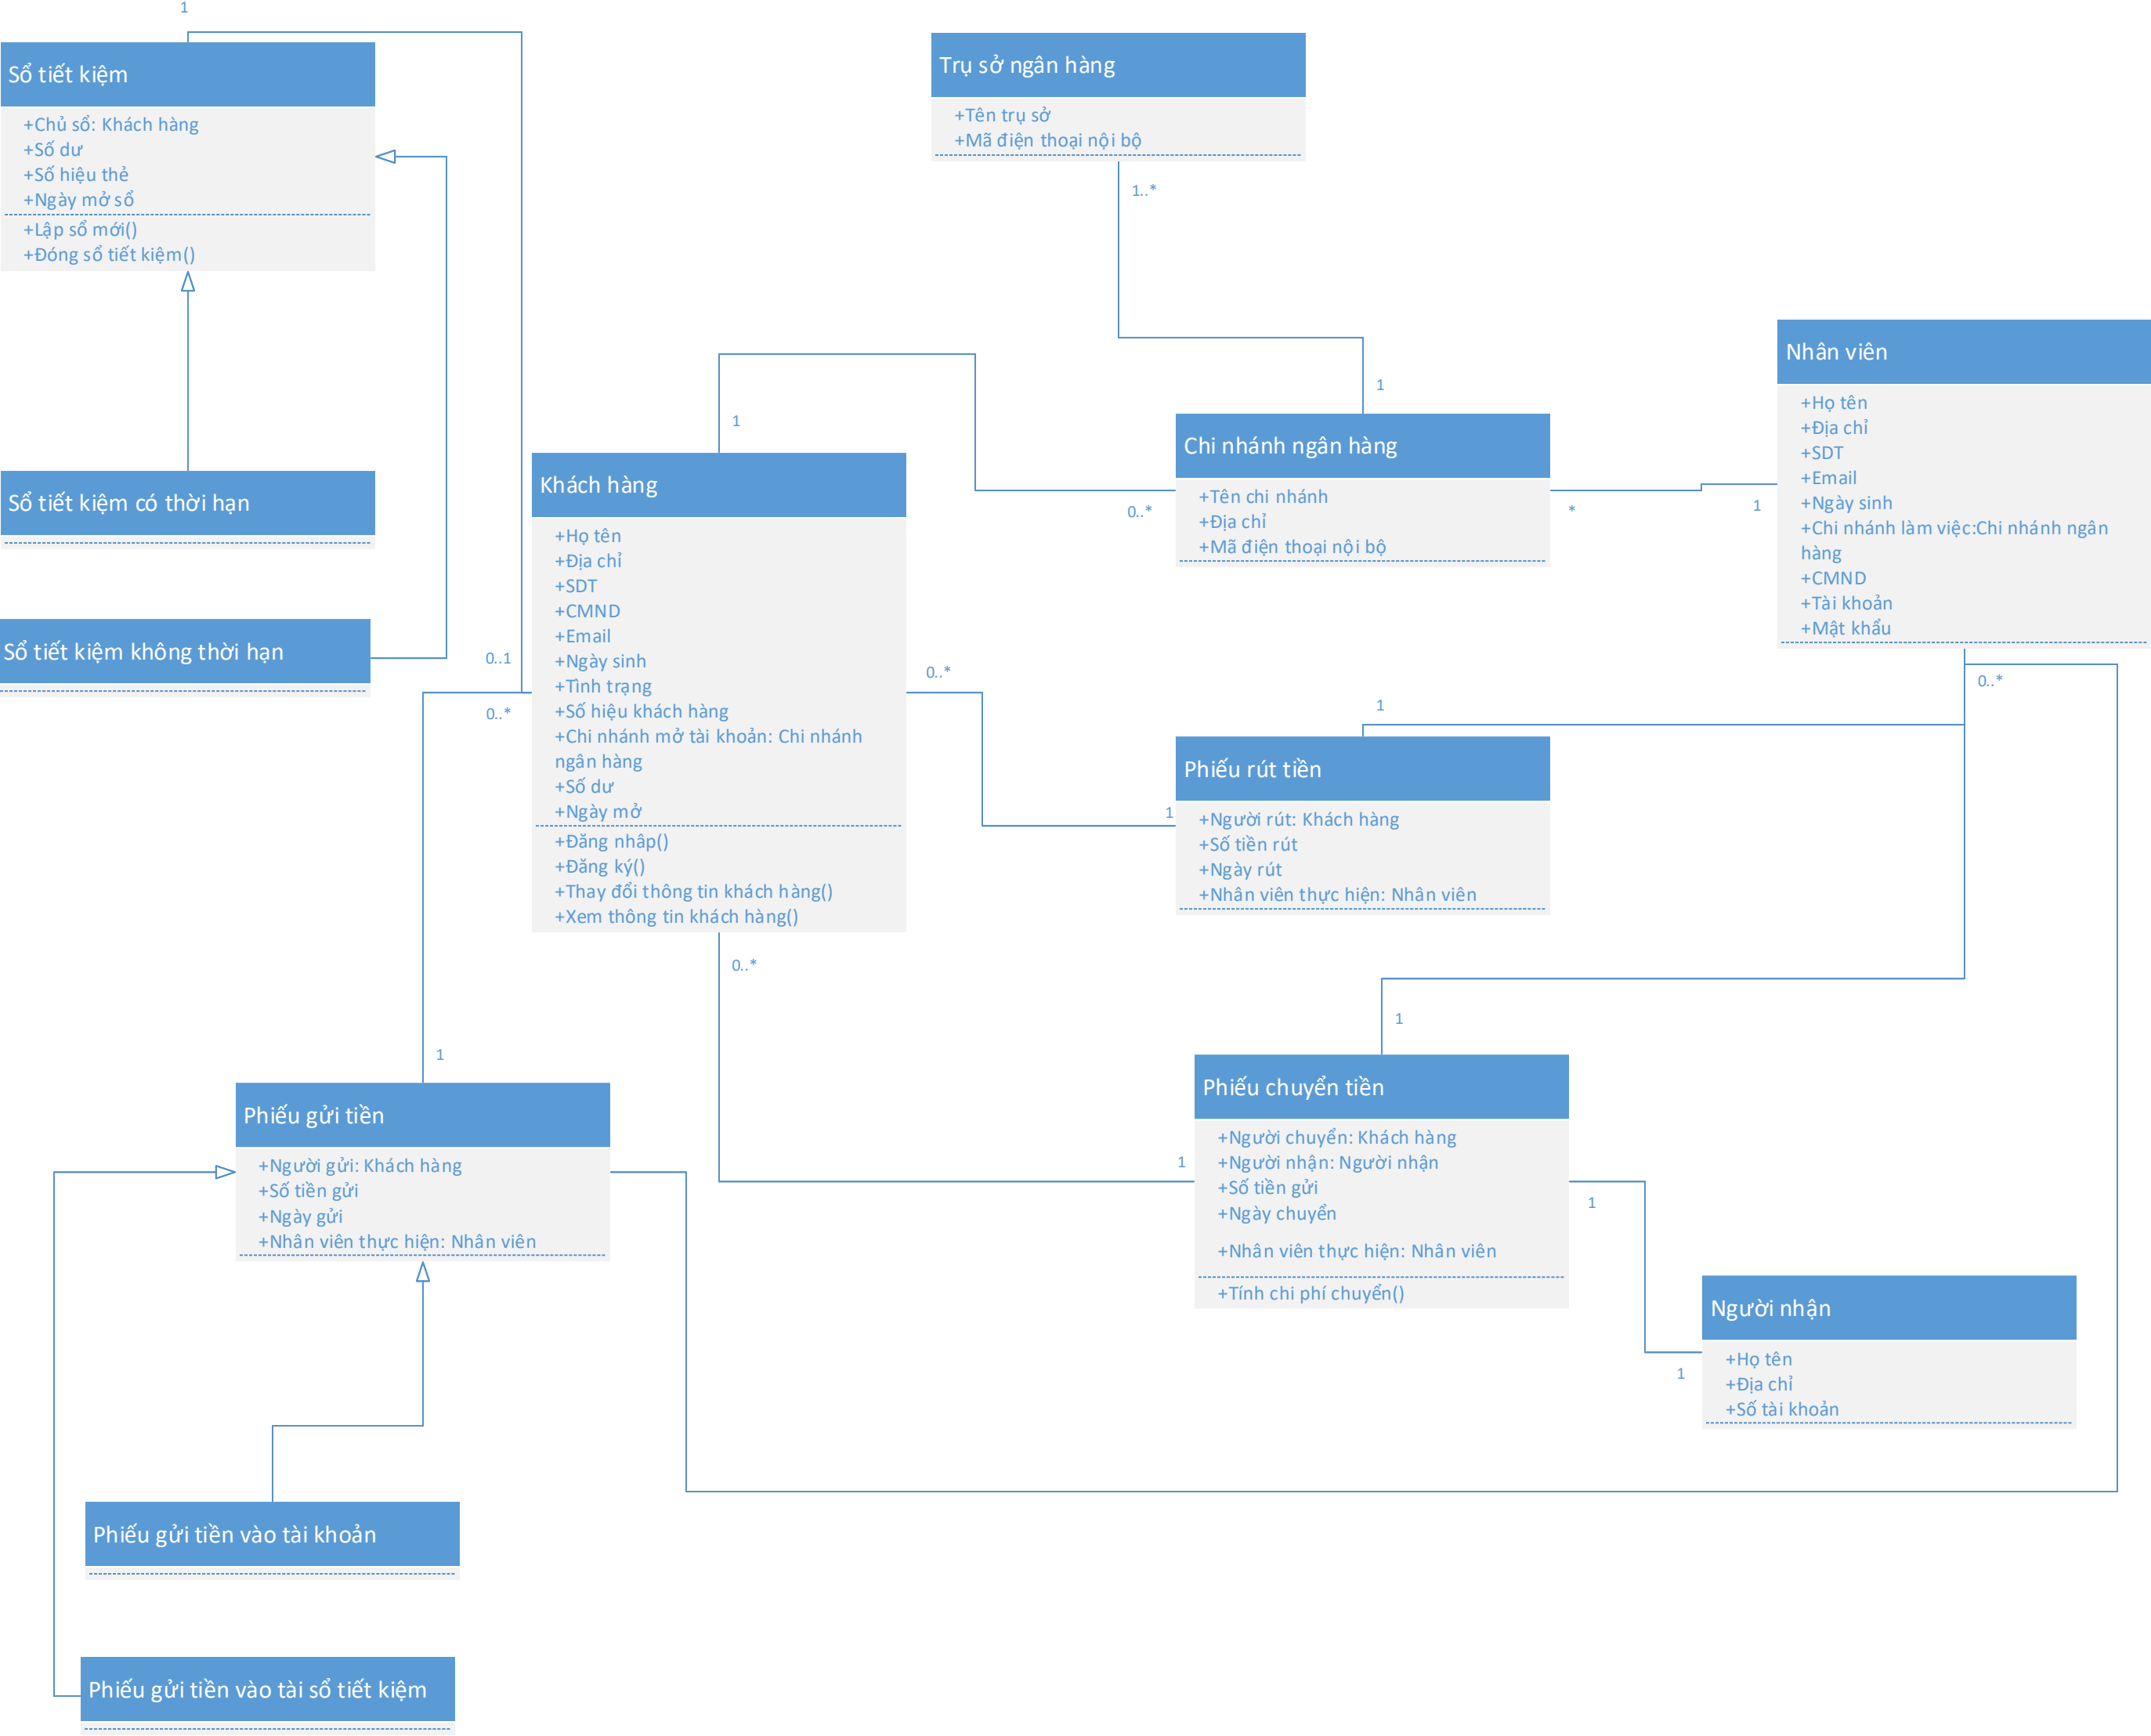 1
Sổ tiết kiệm
+Chủ sổ: Khách hàng
+Số dư
+Số hiệu thẻ
+Ngày mở sổ
+Lập sổ mới()
+Đóng sổ tiết kiệm()
Trụ sở ngân hàng
+Tên trụ sở
+Mã điện thoại nội bộ
1..*
1
Sổ tiết kiệm có thời hạn
Sổ tiết kiệm không thời hạn
0..1
0..*
1
Khách hàng
+Họ tên
+Địa chỉ
+SDT
+CMND
+Email
+Ngày sinh
+Tình trạng
+Số hiệu khách hàng
+Chi nhánh mở tài khoản: Chi nhánh
ngân hàng
+Số dư
+Ngày mở
+Đăng nhâp()
+Đăng ký()
+Thay đổi thông tin khách hàng()
+Xem thông tin khách hàng()
0..*
0..*
0..*
Chi nhánh ngân hàng
+Tên chi nhánh
+Địa chỉ
+Mã điện thoại nội bộ
*
1
Nhân viên
+Họ tên
+Địa chỉ
+SDT
+Email
+Ngày sinh
+Chi nhánh làm việc:Chi nhánh ngân
hàng
+CMND
+Tài khoản
+Mật khẩu
0..*
1
1
Phiếu rút tiền
+Người rút: Khách hàng
+Số tiền rút
+Ngày rút
+Nhân viên thực hiện: Nhân viên
1
1
Phiếu gửi tiền
+Người gửi: Khách hàng
+Số tiền gửi
+Ngày gửi
+Nhân viên thực hiện: Nhân viên
1
Phiếu chuyển tiền
+Người chuyển: Khách hàng
+Người nhận: Người nhận
+Số tiền gửi
+Ngày chuyển
+Nhân viên thực hiện: Nhân viên
+Tính chi phí chuyển()
1
1
Người nhận
+Họ tên
+Địa chỉ
+Số tài khoản
Phiếu gửi tiền vào tài khoản
Phiếu gửi tiền vào tài sổ tiết kiệm